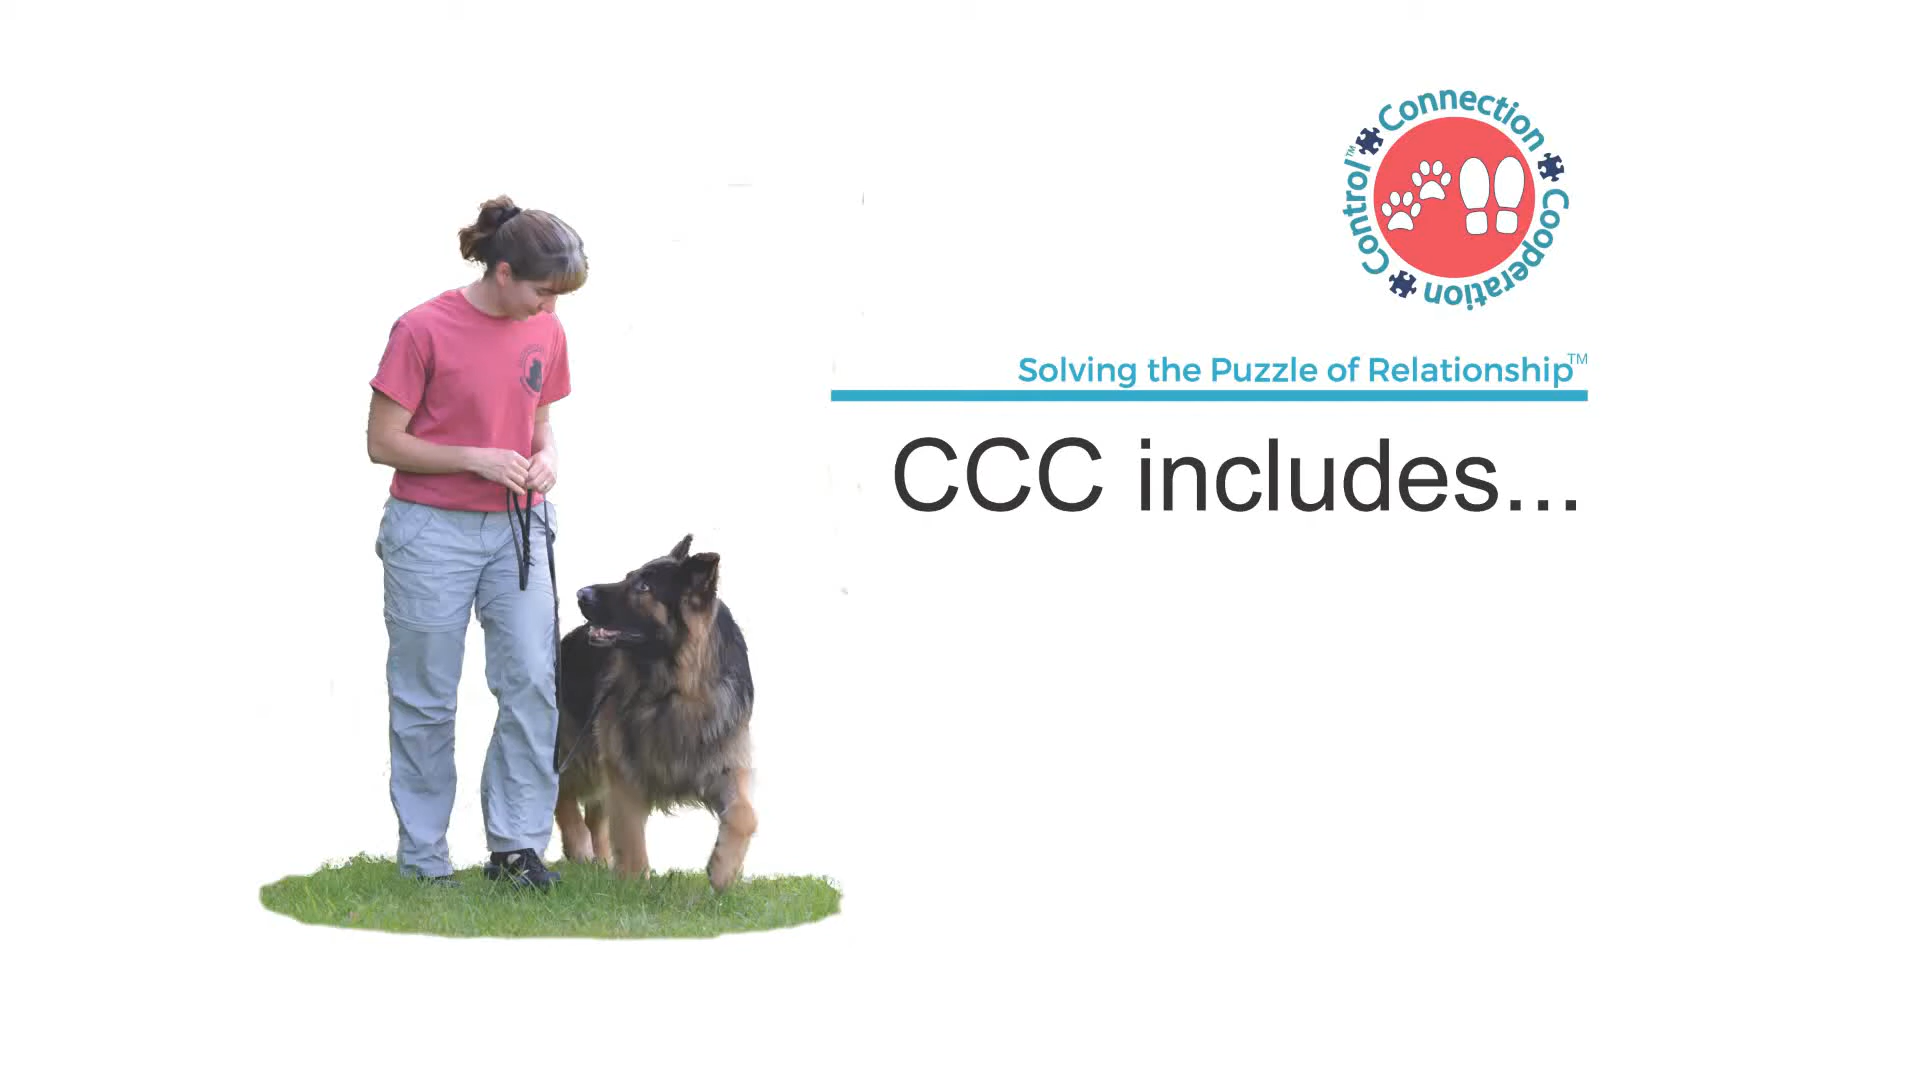 Connection
Cooperation
Control™
Solving the Puzzle of Relationship™
CCC includes...